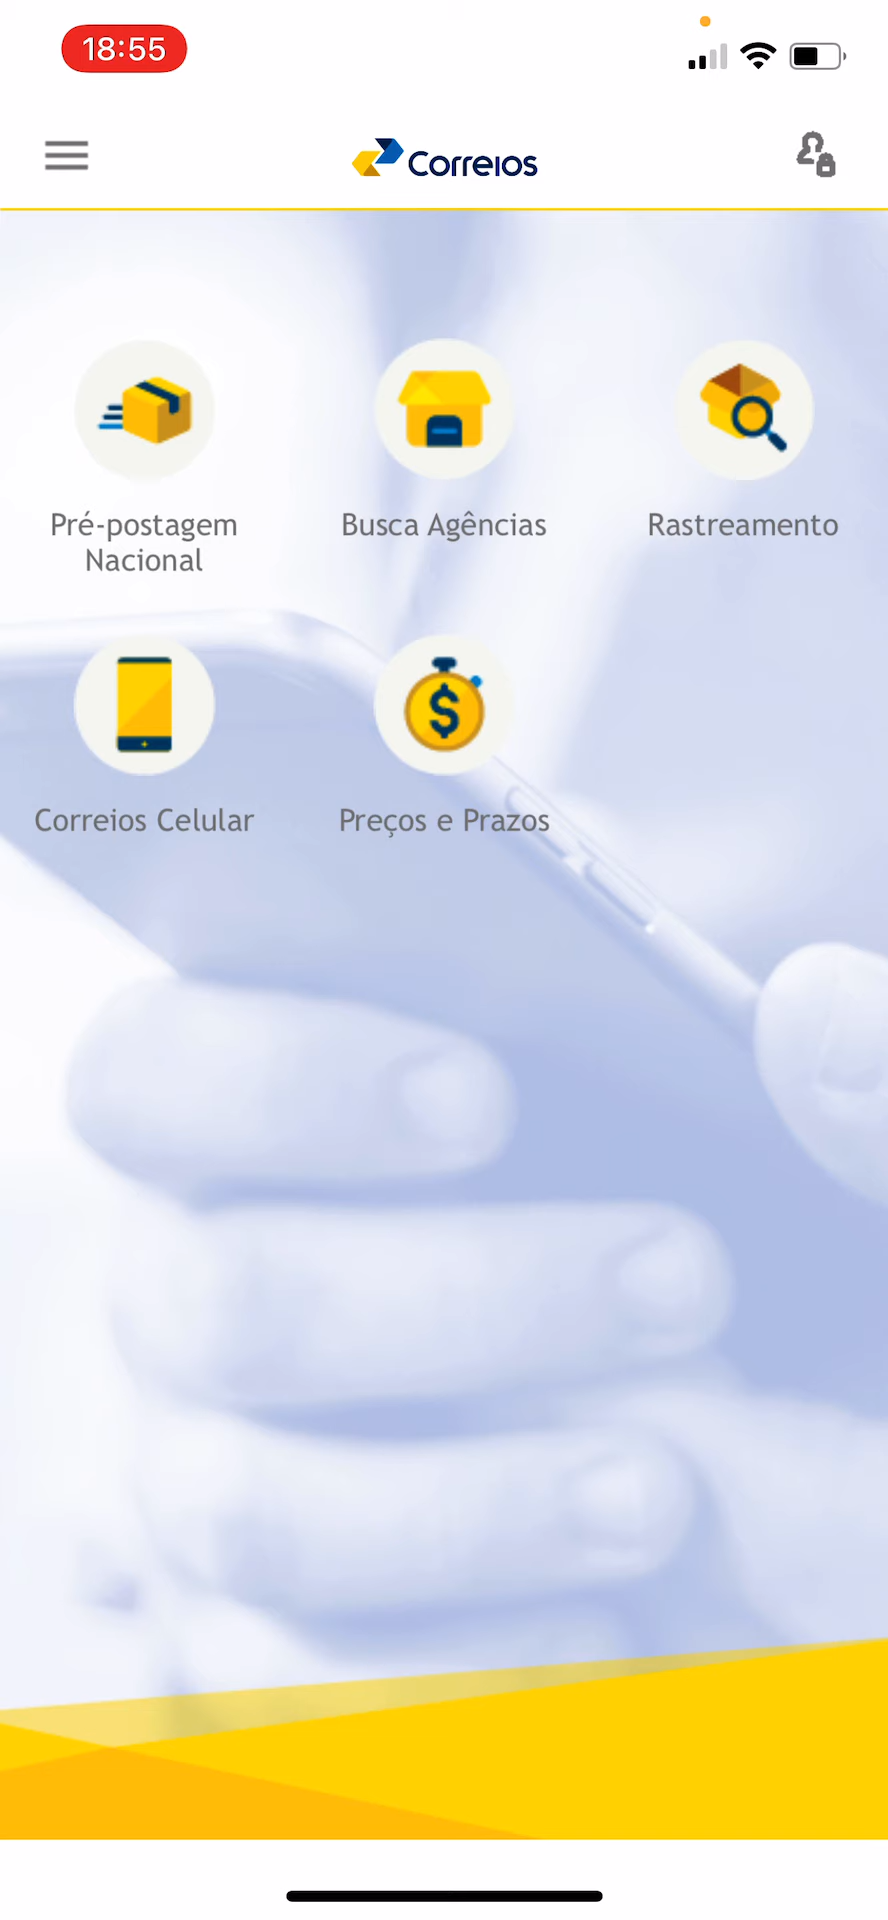 18:55
Correios
Pré-postagem
Nacional
Busca Agências
Rastreamento
Correios Celular
Preços e Prazos